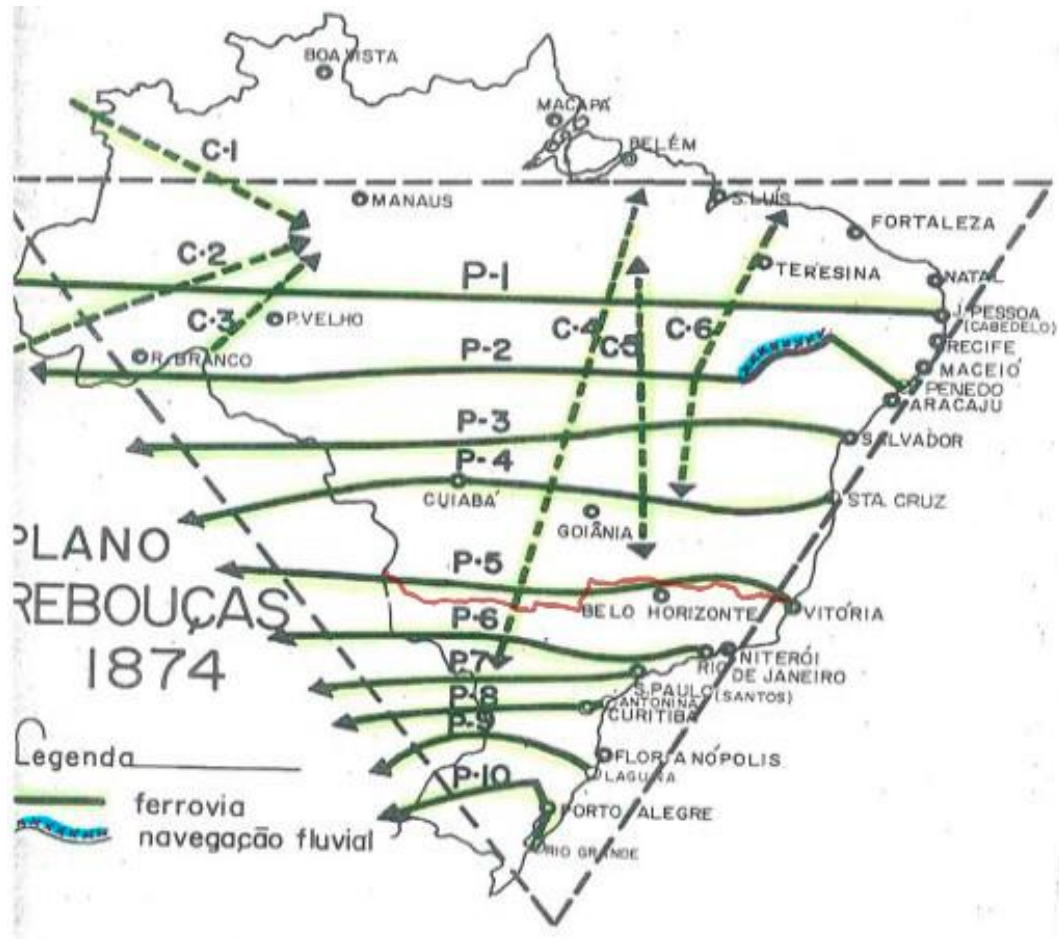 BOA VISTA
MACAPÁ
BELÉM
C-1
MANAUS
S. LUÍS
FORTALEZA
C-2
P-1
TERESINA
NATAL
C-3
P.VELHO
C-4
C-5
C-6
J. PESSOA
(CABEDELO)
R. BRANCO
P-2
RECIFE
MACEIÓ
PENEDO
ARACAJU
P-3
SALVADOR
P-4
CUIABÁ
STA. CRUZ
GOIÂNIA
PLANO
REBOUÇAS
1874
P-5
BELO HORIZONTE
VITÓRIA
P-6
NITERÓI
RIO DE JANEIRO
P-7
S. PAULO (SANTOS)
P-8
ANTONINA
CURITIBA
P-9
FLORIANÓPOLIS
LAGUNA
P-10
PORTO ALEGRE
RIO GRANDE
Legenda
ferrovia
navegação fluvial